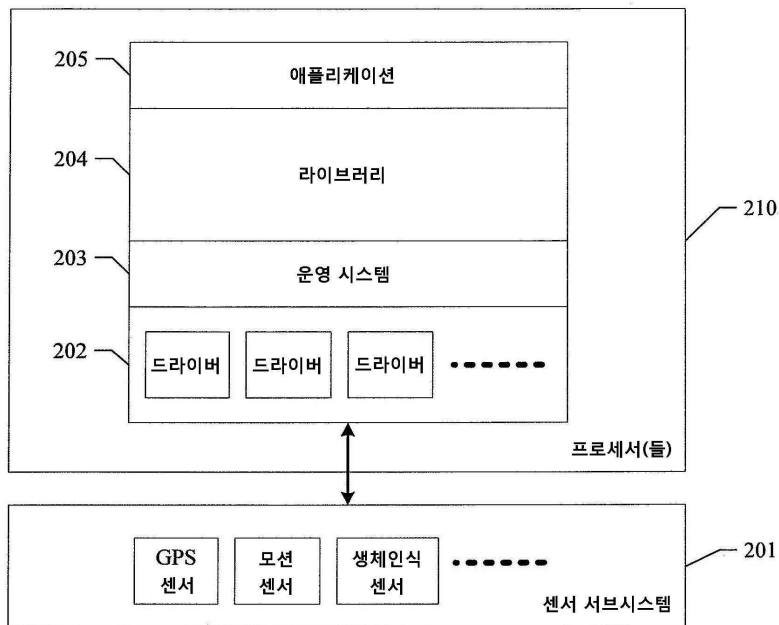 205
애플리케이션
204
라이브러리
210
203
운영 시스템
202
드라이버
드라이버
드라이버
프로세서(들)
GPS
센서
모션
센서
생체인식
센서
201
센서 서브시스템